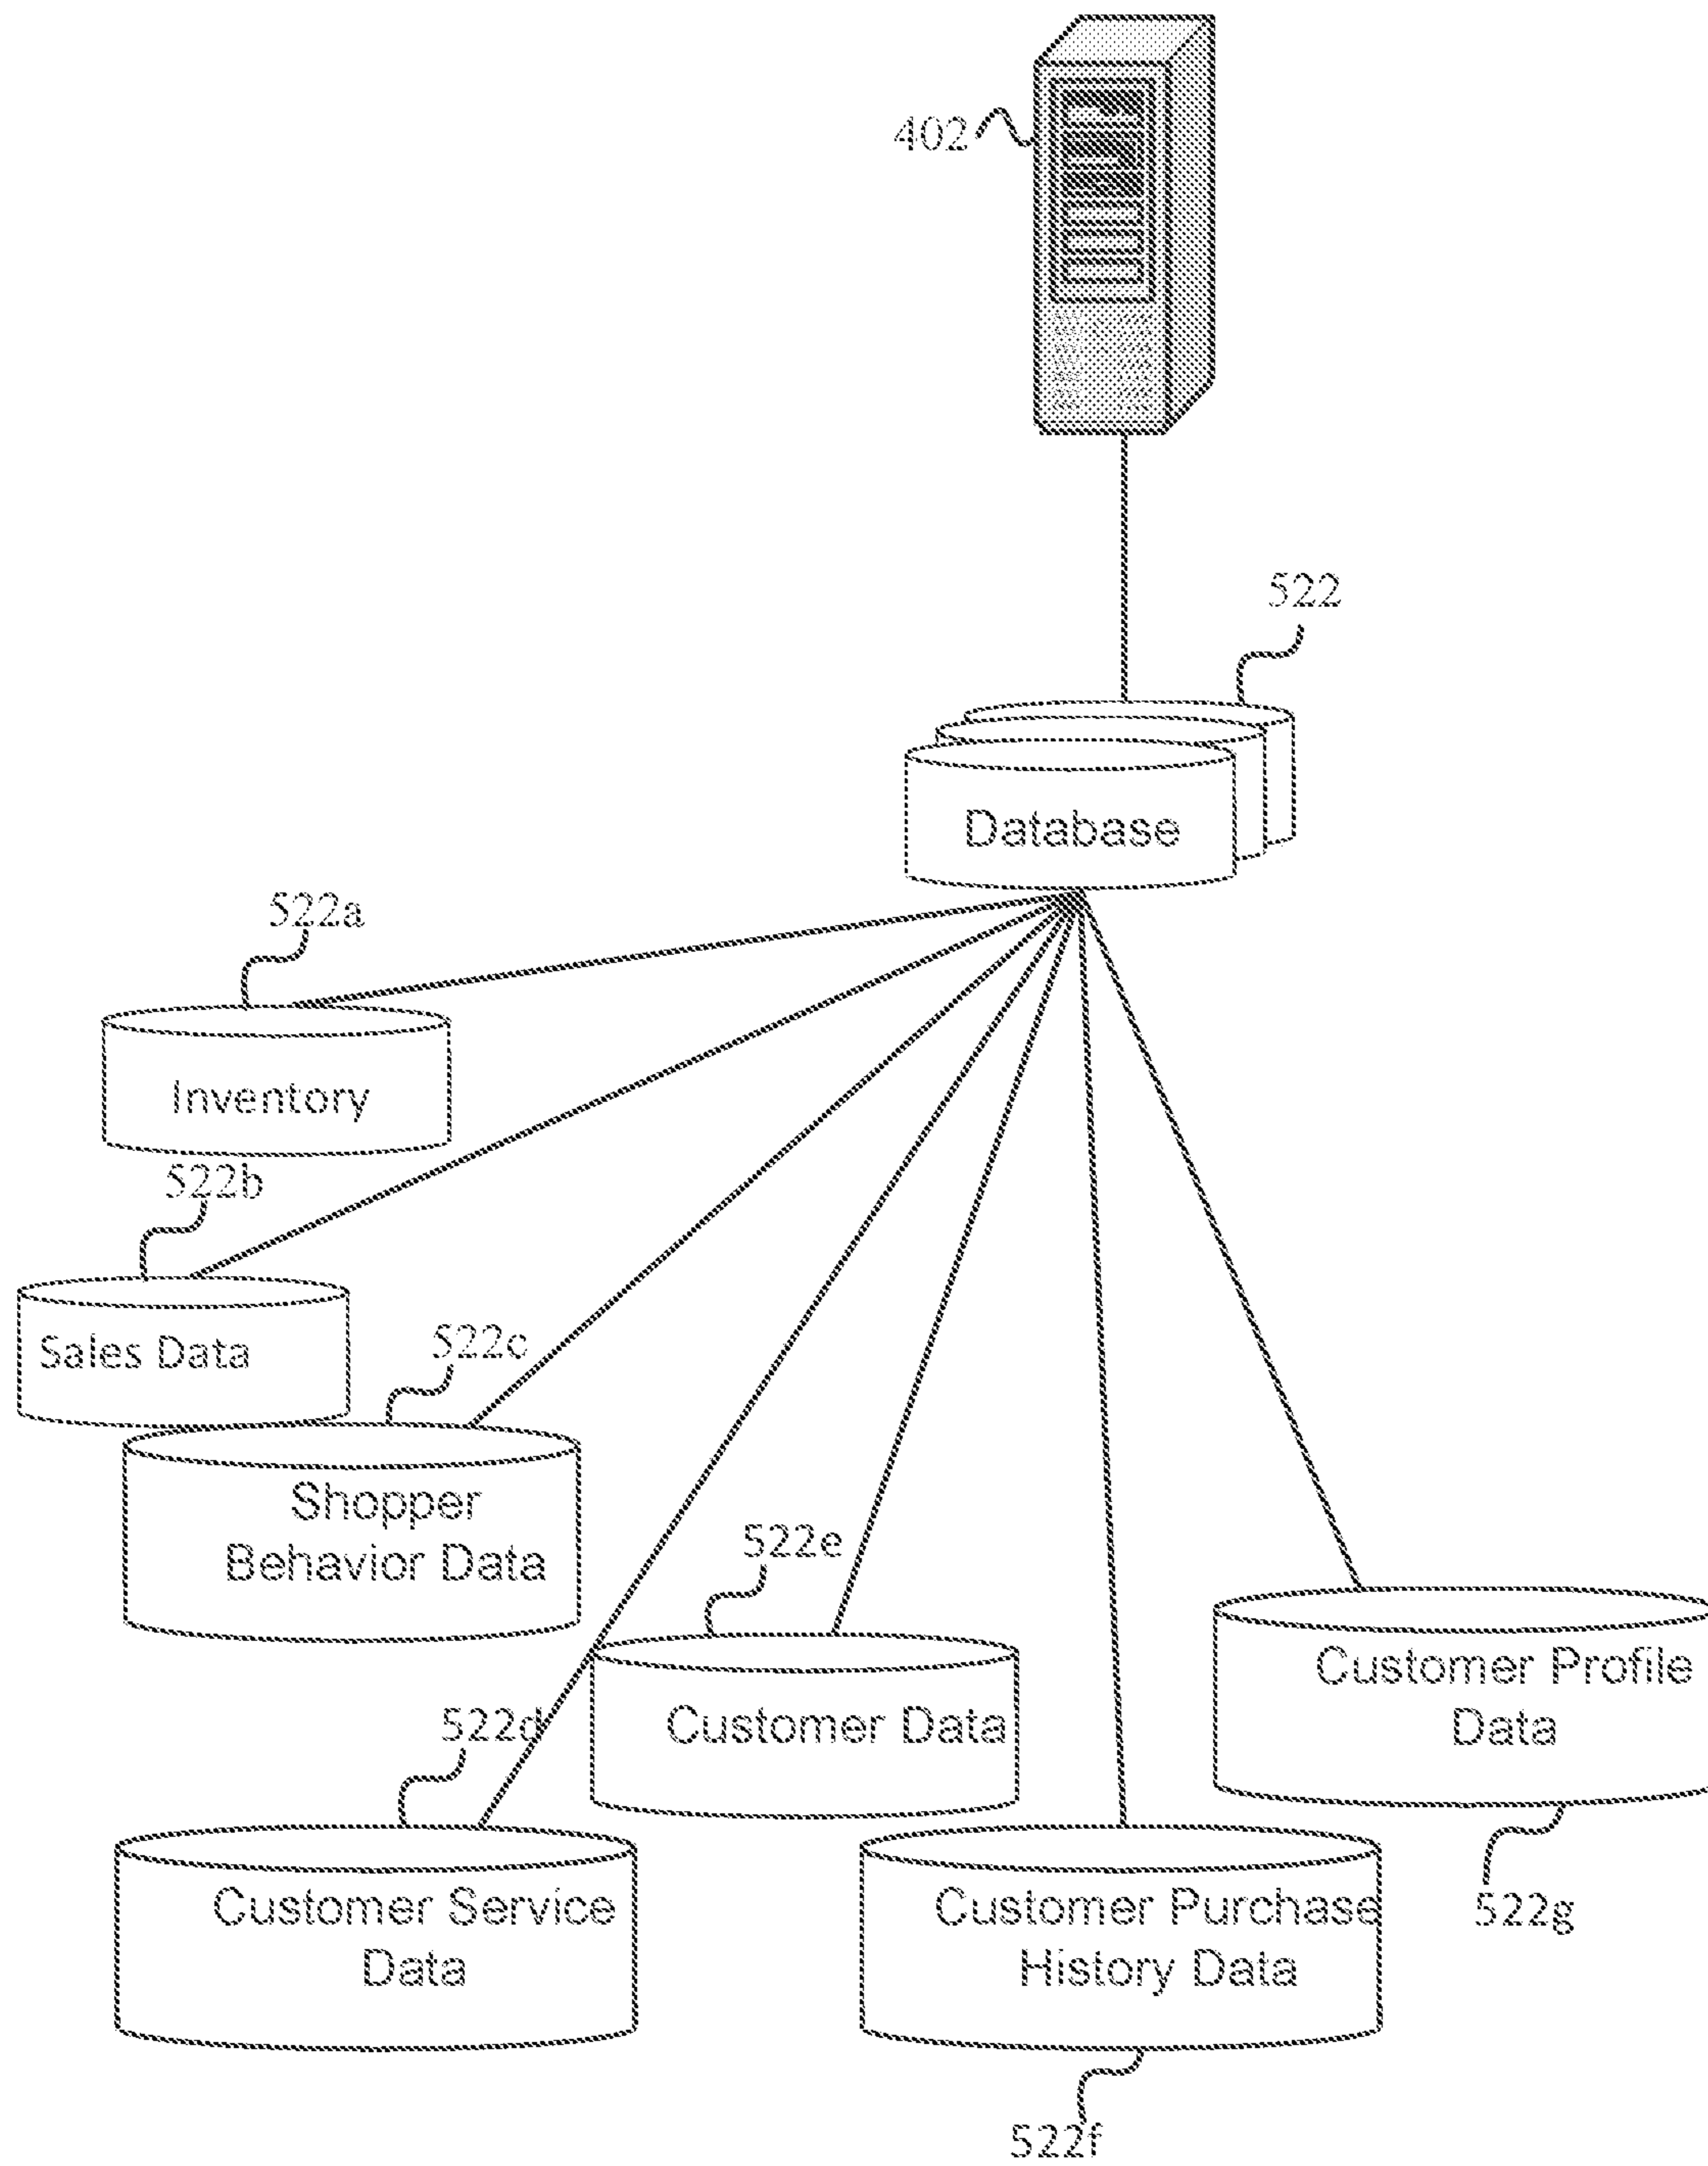 402
522
Database
522a
Inventory
522b
Sales Data
522c
Shopper
Behavior Data
522e
Customer Data
Customer Profile
Data
522d
Customer Service
Data
Customer Purchase
History Data
522g
522f